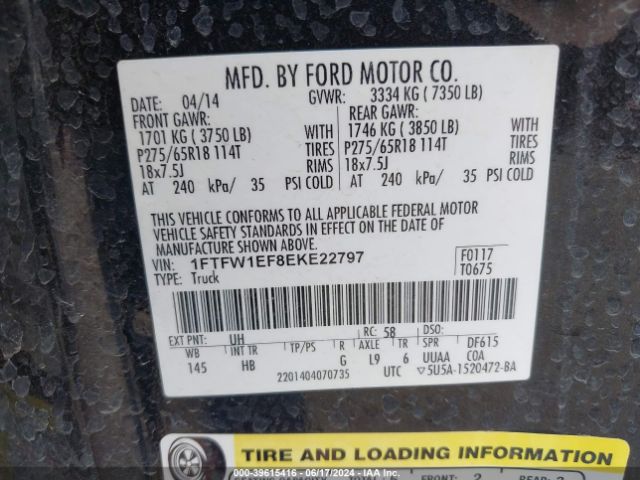 MFD. BY FORD MOTOR CO.
DATE: 04/14 GVWR: 3334 KG ( 7350 LB)
FRONT GAWR: REAR GAWR:
1701 KG ( 3750 LB) WITH 1746 KG ( 3850 LB) WITH
P275/65R18 114T TIRES P275/65R18 114T TIRES
18x7.5J RIMS 18x7.5J RIMS
AT 240 kPa/ 35 PSI COLD AT 240 kPa/ 35 PSI COLD
THIS VEHICLE CONFORMS TO ALL APPLICABLE FEDERAL MOTOR
VEHICLE SAFETY STANDARDS IN EFFECT ON THE DATE OF
MANUFACTURE SHOWN ABOVE.
VIN: 1FTFW1EF8EKE22797 F0117
TYPE: Truck T0675
EXT PNT: UH RC: 58 DSO:
WB INT TR TP/PS R AXLE TR SPR DF615
145 HB G L9 6 UUAA COA
2201404070735 UTC 5U5A-1520472-BA
TIRE AND LOADING INFORMATION
SEATING CAPACITY FRONT: 2 REAR:
000-39615416 - 06/17/2024 - IAA Inc.